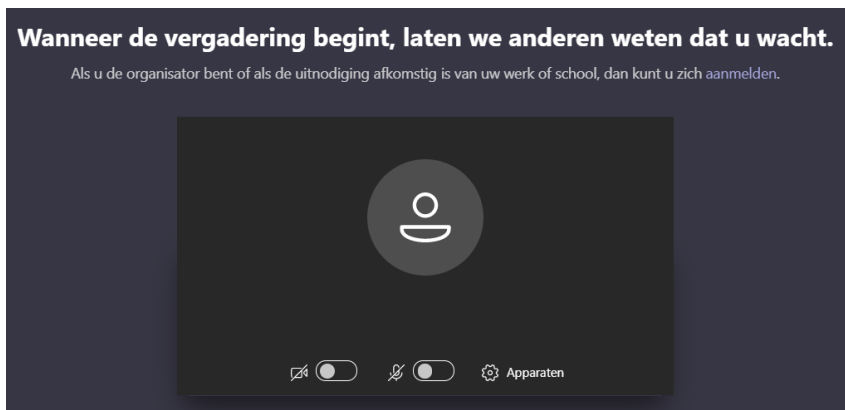 Wanneer de vergadering begint, laten we anderen weten dat u wacht.
Als u de organisator bent of als de uitnodiging afkomstig is van uw werk of school, dan kunt u zich aanmelden.
Apparaten